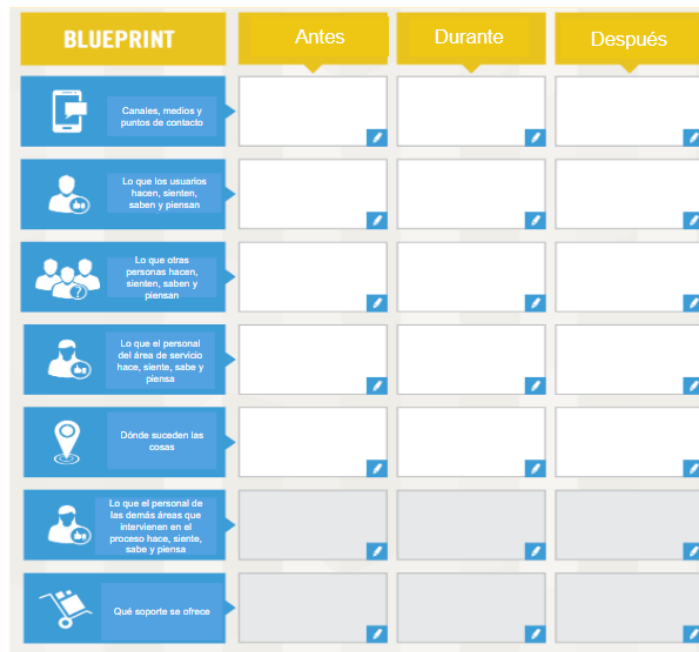 BLUEPRINT
Antes
Durante
Después
Canales, medios y
puntos de contacto
Lo que los usuarios
hacen, sienten,
saben y piensan
Lo que otras
personas hacen,
sienten, saben y
piensan
Lo que el personal
del área de servicio
hace, siente, sabe y
piensa
Dónde suceden las
cosas
Lo que el personal de
las demás áreas que
intervienen en el
proceso hace, siente,
sabe y piensa
Qué soporte se ofrece